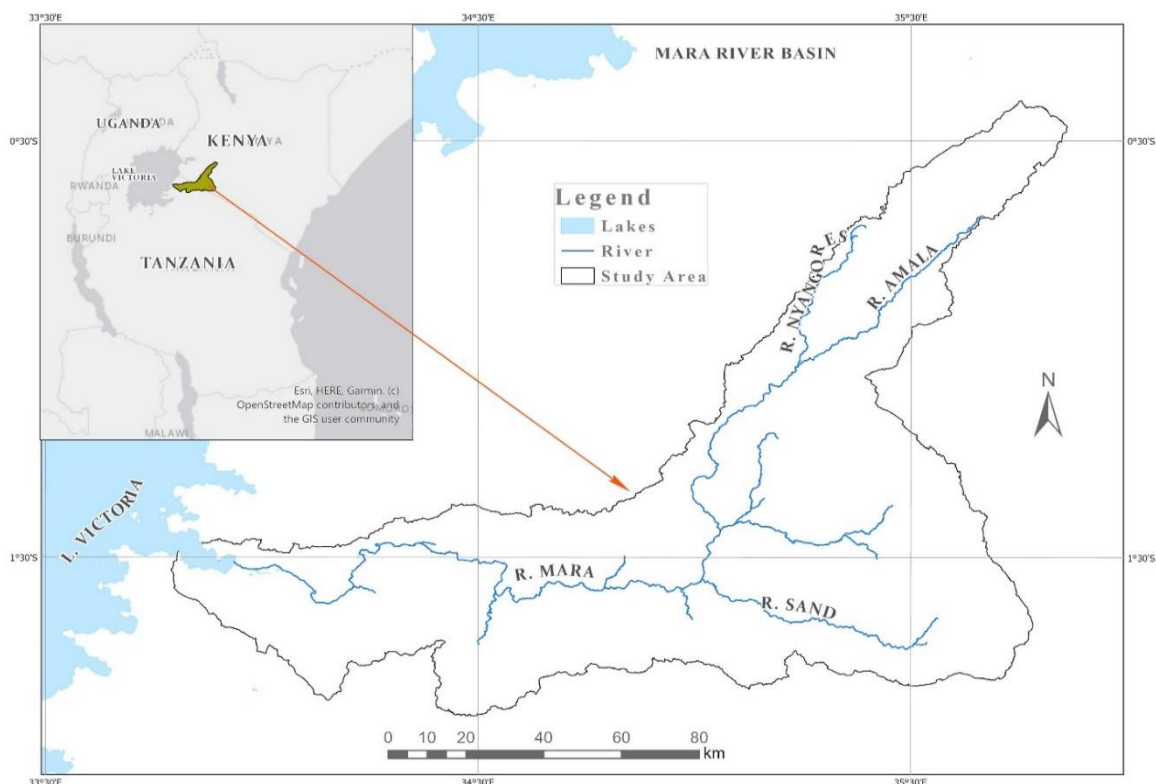 33°30'E
34°30'E
35°30'E
MARA RIVER BASIN
UGANDA
KENYA
0°30'S
0°30'S
LAKE
VICTORIA
RWANDA
BURUNDI
TANZANIA
Legend
Lakes
River
Study Area
R. NYANGORES
R. AMALA
Esri, HERE, Garmin, (c)
OpenStreetMap contributors, and
the GIS user community
MALAWI
N
L. VICTORIA
1°30'S
1°30'S
R. MARA
R. SAND
0 10 20 40 60 80
km
33°30'E
34°30'E
35°30'E